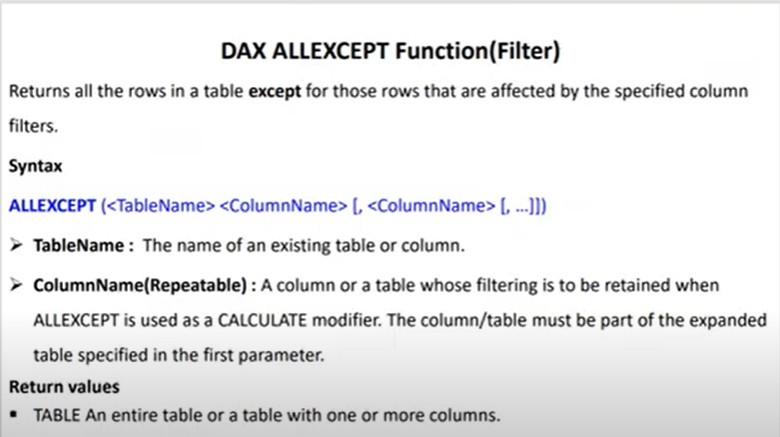 DAX ALLEXCEPT Function(Filter)
Returns all the rows in a table except for those rows that are affected by the specified column
filters.
Syntax
ALLEXCEPT (<TableName> <ColumnName> [, <ColumnName> [, ...]])
➢ TableName : The name of an existing table or column.
➢ ColumnName(Repeatable) : A column or a table whose filtering is to be retained when
ALLEXCEPT is used as a CALCULATE modifier. The column/table must be part of the expanded
table specified in the first parameter.
Return values
▪ TABLE An entire table or a table with one or more columns.